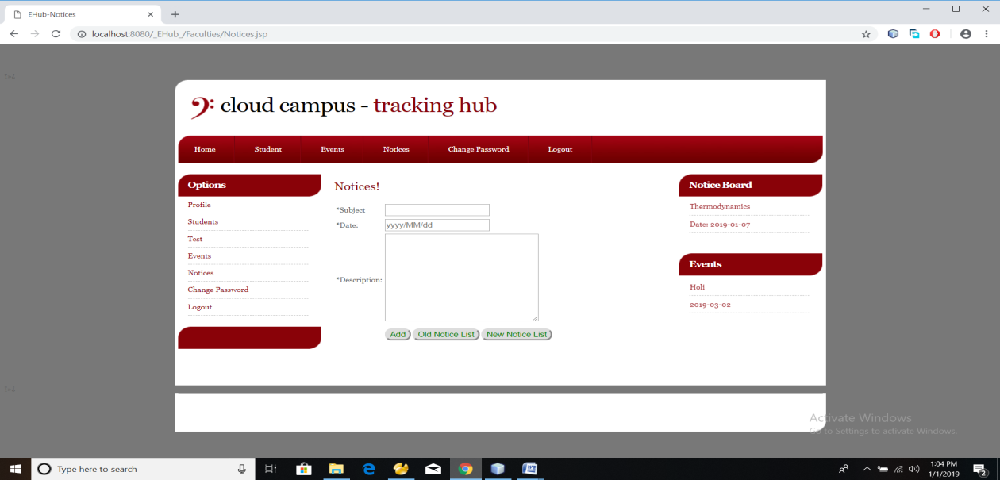 EHub-Notices
localhost:8080/_EHub_/Faculties/Notices.jsp
cloud campus - tracking hub
Home Student Events Notices Change Password Logout
Options
Profile
Students
Test
Events
Notices
Change Password
Logout
Notices!
*Subject
*Date: yyyy/MM/dd
*Description:
Add Old Notice List New Notice List
Notice Board
Thermodynamics
Date: 2019-01-07
Events
Holi
2019-03-02
Activate Windows
Go to Settings to activate Windows.
Type here to search
1:04 PM
1/1/2019
2